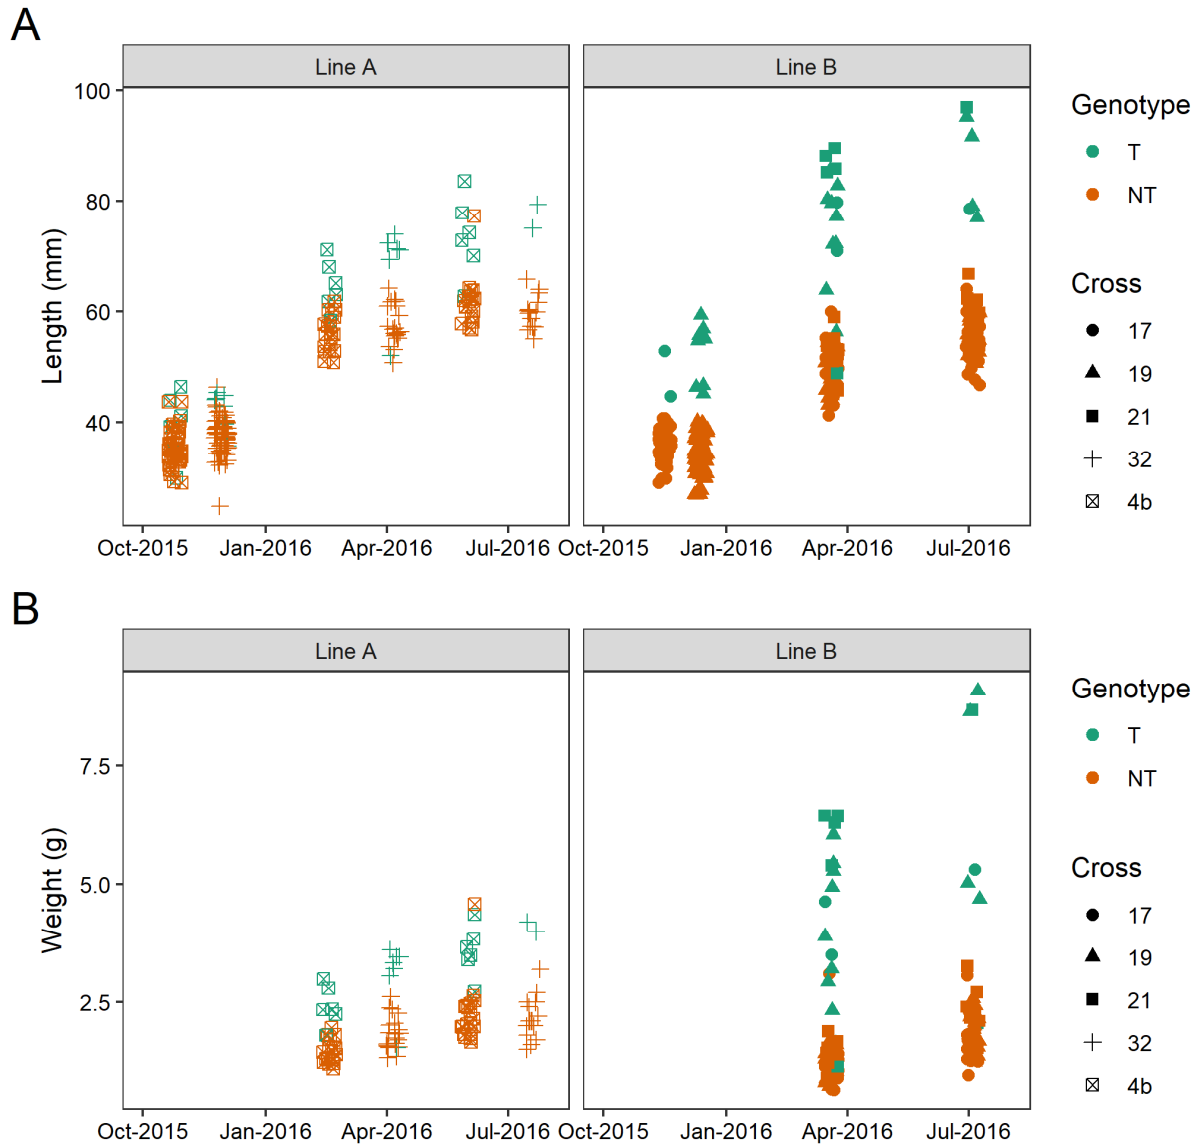 A
Line A Line B
Length (mm)
100
80
60
40
Oct-2015 Jan-2016 Apr-2016 Jul-2016 Oct-2015 Jan-2016 Apr-2016 Jul-2016
Genotype
T
NT
Cross
17
19
21
32
4b
B
Line A Line B
Weight (g)
7.5
5.0
2.5
Oct-2015 Jan-2016 Apr-2016 Jul-2016 Oct-2015 Jan-2016 Apr-2016 Jul-2016
Genotype
T
NT
Cross
17
19
21
32
4b